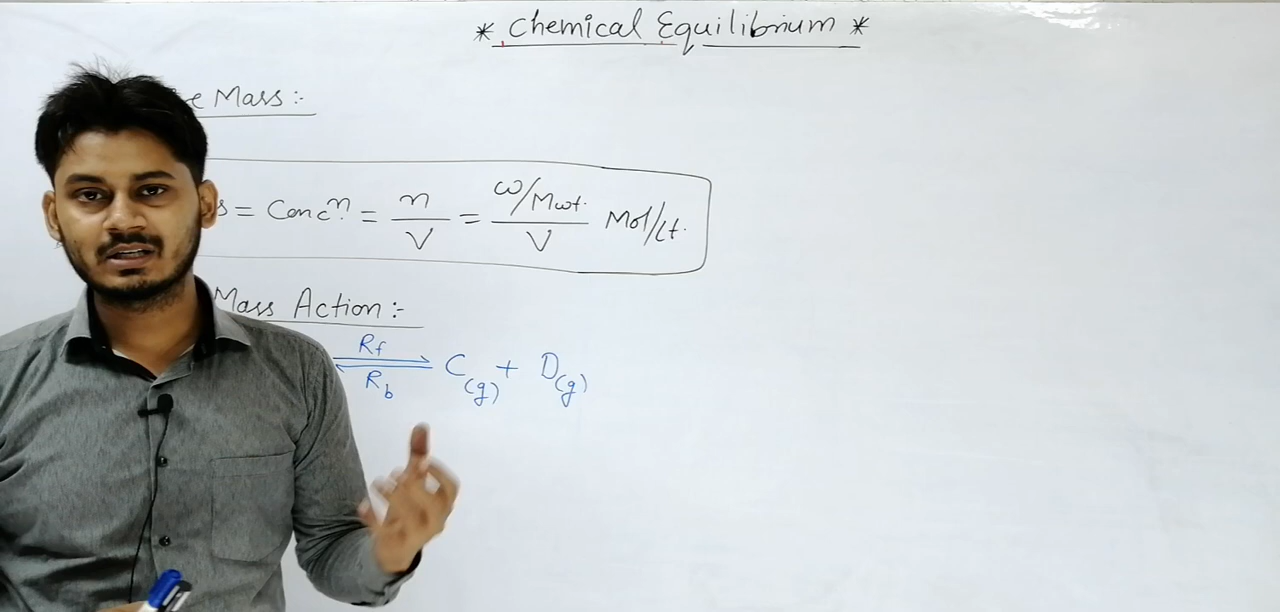 * Chemical Equilibrium *
e Mass :-
s = Concⁿ. = n/V = (w/Mwt.)/V Mol/Lt.
Mass Action :-
Rf
C(g) + D(g)
Rb